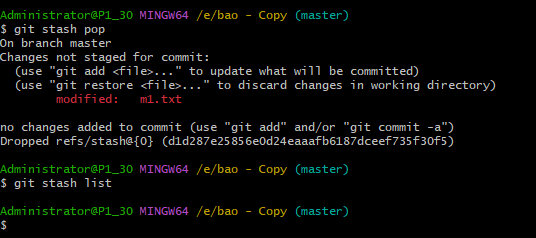 Administrator@P1_30 MINGW64 /e/bao - Copy (master)
$ git stash pop
On branch master
Changes not staged for commit:
  (use "git add <file>..." to update what will be committed)
  (use "git restore <file>..." to discard changes in working directory)
        modified:   m1.txt

no changes added to commit (use "git add" and/or "git commit -a")
Dropped refs/stash@{0} (d1d287e25856e0d24eaaafb6187dceef735f30f5)

Administrator@P1_30 MINGW64 /e/bao - Copy (master)
$ git stash list

Administrator@P1_30 MINGW64 /e/bao - Copy (master)
$